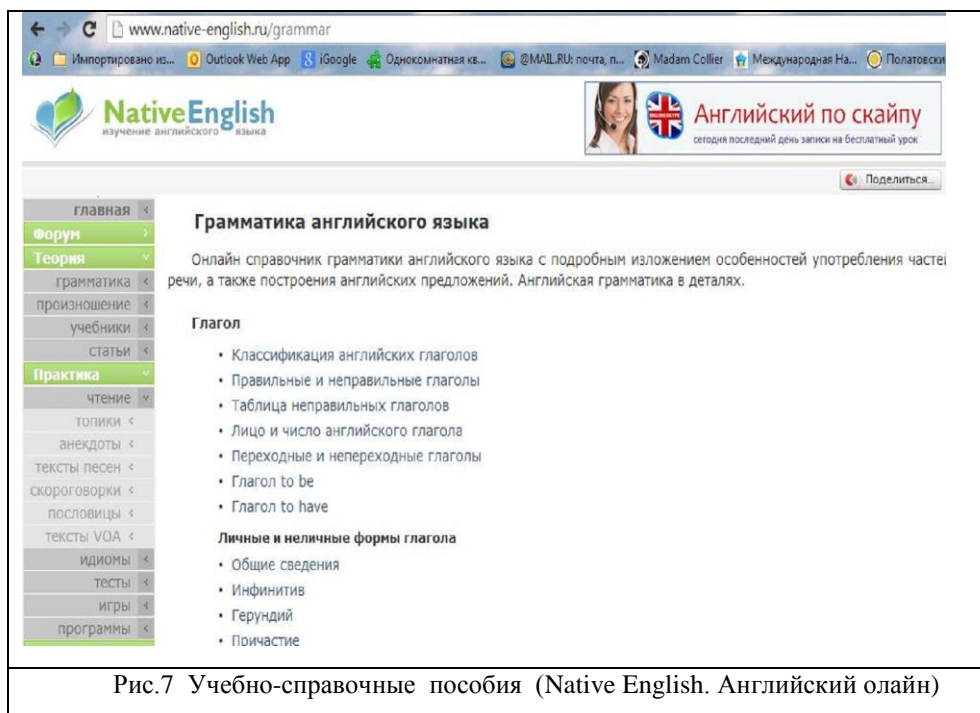 www.native-english.ru/grammar
Импортировано из... Outlook Web App iGoogle Однокомнатная кв... @MAIL.RU: почта, п... Madam Collier Международная На... Полатовски
NativeEnglish
изучение английского языка
Английский по скайпу
сегодня последний день записи на бесплатный урок
Поделиться...
главная
Форум
Теория
грамматика
произношение
учебники
статьи
Практика
чтение
топики
анекдоты
тексты песен
скороговорки
пословицы
тексты VOA
идиомы
тесты
игры
программы
Грамматика английского языка
Онлайн справочник грамматики английского языка с подробным изложением особенностей употребления частей
речи, а также построения английских предложений. Английская грамматика в деталях.
Глагол
• Классификация английских глаголов
• Правильные и неправильные глаголы
• Таблица неправильных глаголов
• Лицо и число английского глагола
• Переходные и непереходные глаголы
• Глагол to be
• Глагол to have
Личные и неличные формы глагола
• Общие сведения
• Инфинитив
• Герундий
• Причастие
Рис.7 Учебно-справочные пособия (Native English. Английский олайн)